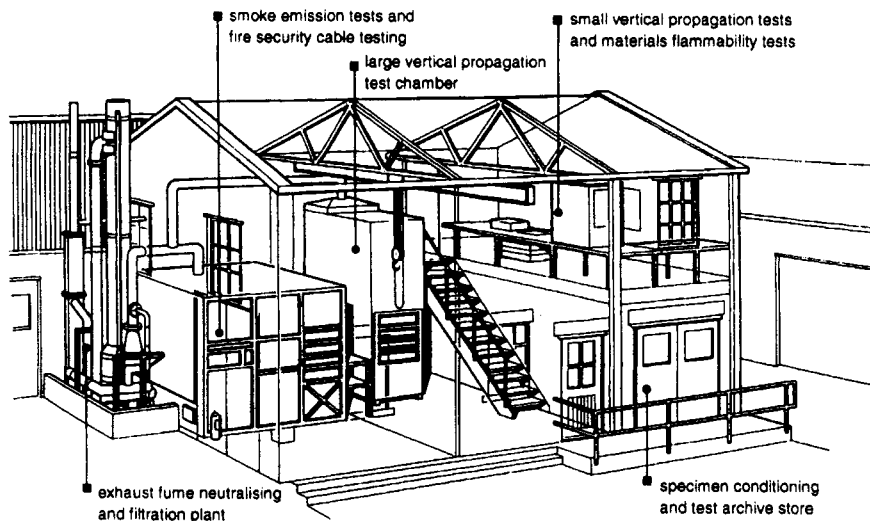 smoke emission tests and
fire security cable testing
large vertical propagation
test chamber
small vertical propagation tests
and materials flammability tests
exhaust fume neutralising
and filtration plant
specimen conditioning
and test archive store